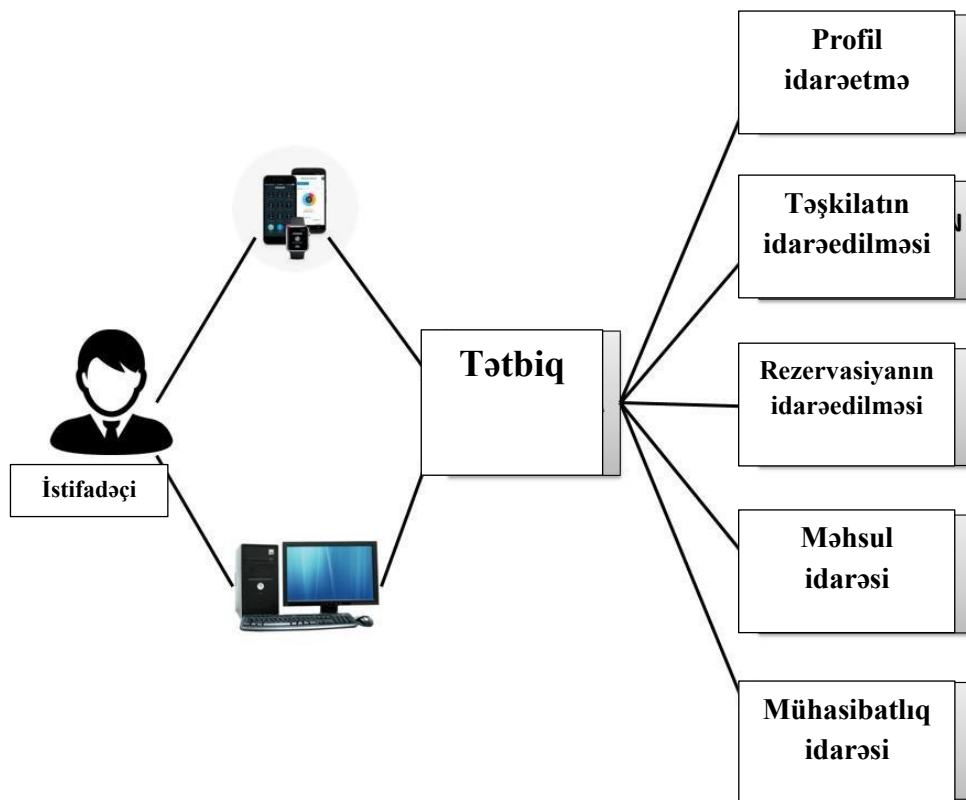 Profil
idarəetmə
Təşkilatın
idarəedilməsi
Tətbiq
Rezervasiyanın
idarəedilməsi
İstifadəçi
Məhsul
idarəsi
Mühasibatlıq
idarəsi